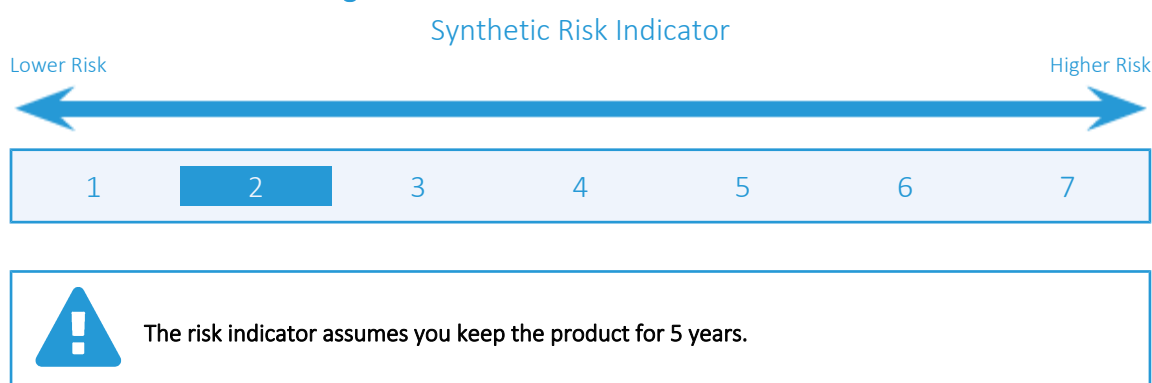 Synthetic Risk Indicator
Lower Risk Higher Risk
1 2 3 4 5 6 7
The risk indicator assumes you keep the product for 5 years.